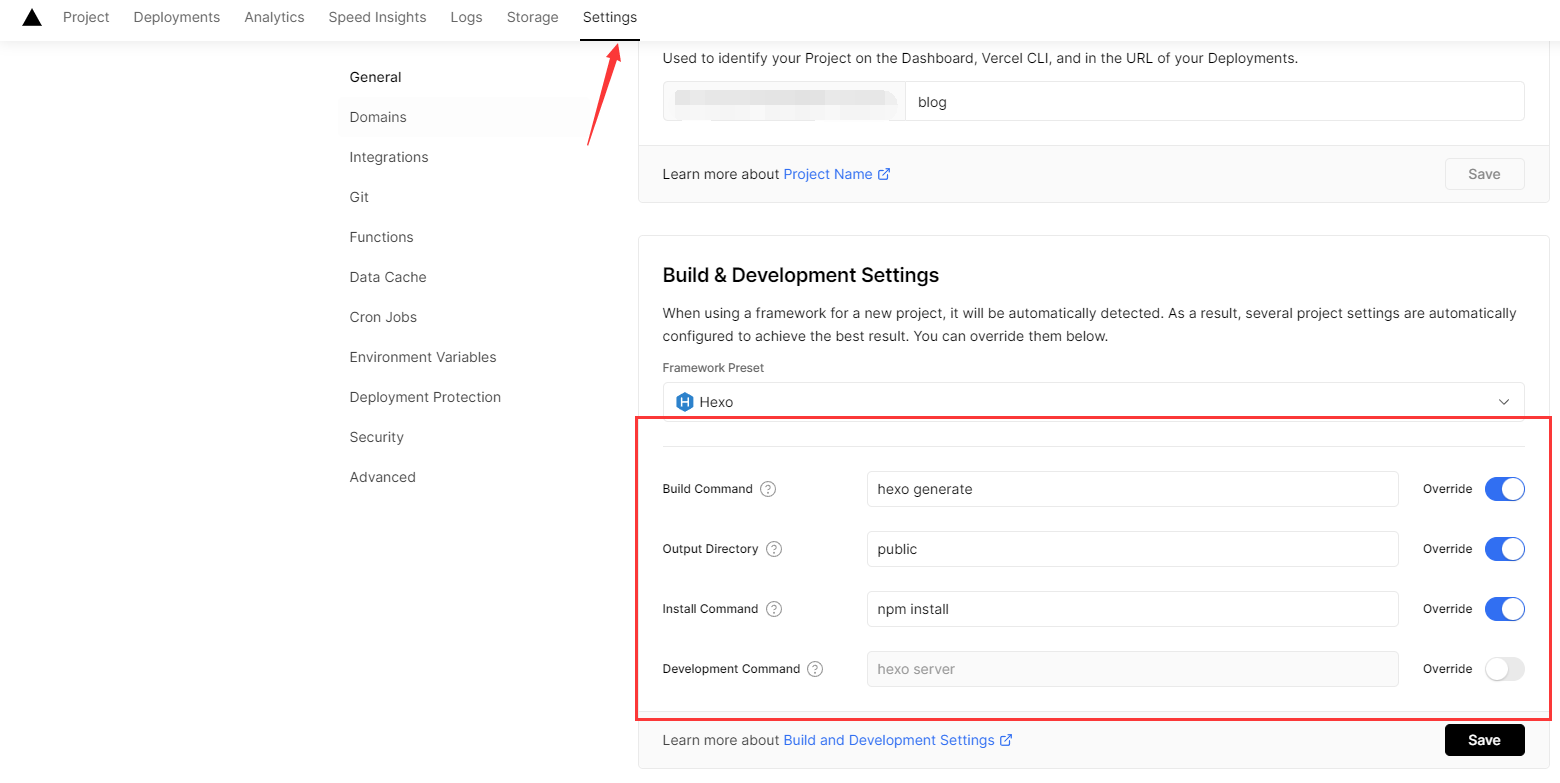 Project Deployments Analytics Speed Insights Logs Storage Settings
General
Domains
Integrations
Git
Functions
Data Cache
Cron Jobs
Environment Variables
Deployment Protection
Security
Advanced
Used to identify your Project on the Dashboard, Vercel CLI, and in the URL of your Deployments.
blog
Learn more about Project Name
Save
Build & Development Settings
When using a framework for a new project, it will be automatically detected. As a result, several project settings are automatically
configured to achieve the best result. You can override them below.
Framework Preset
H Hexo
Build Command ? hexo generate Override
Output Directory ? public Override
Install Command ? npm install Override
Development Command ? hexo server Override
Learn more about Build and Development Settings
Save